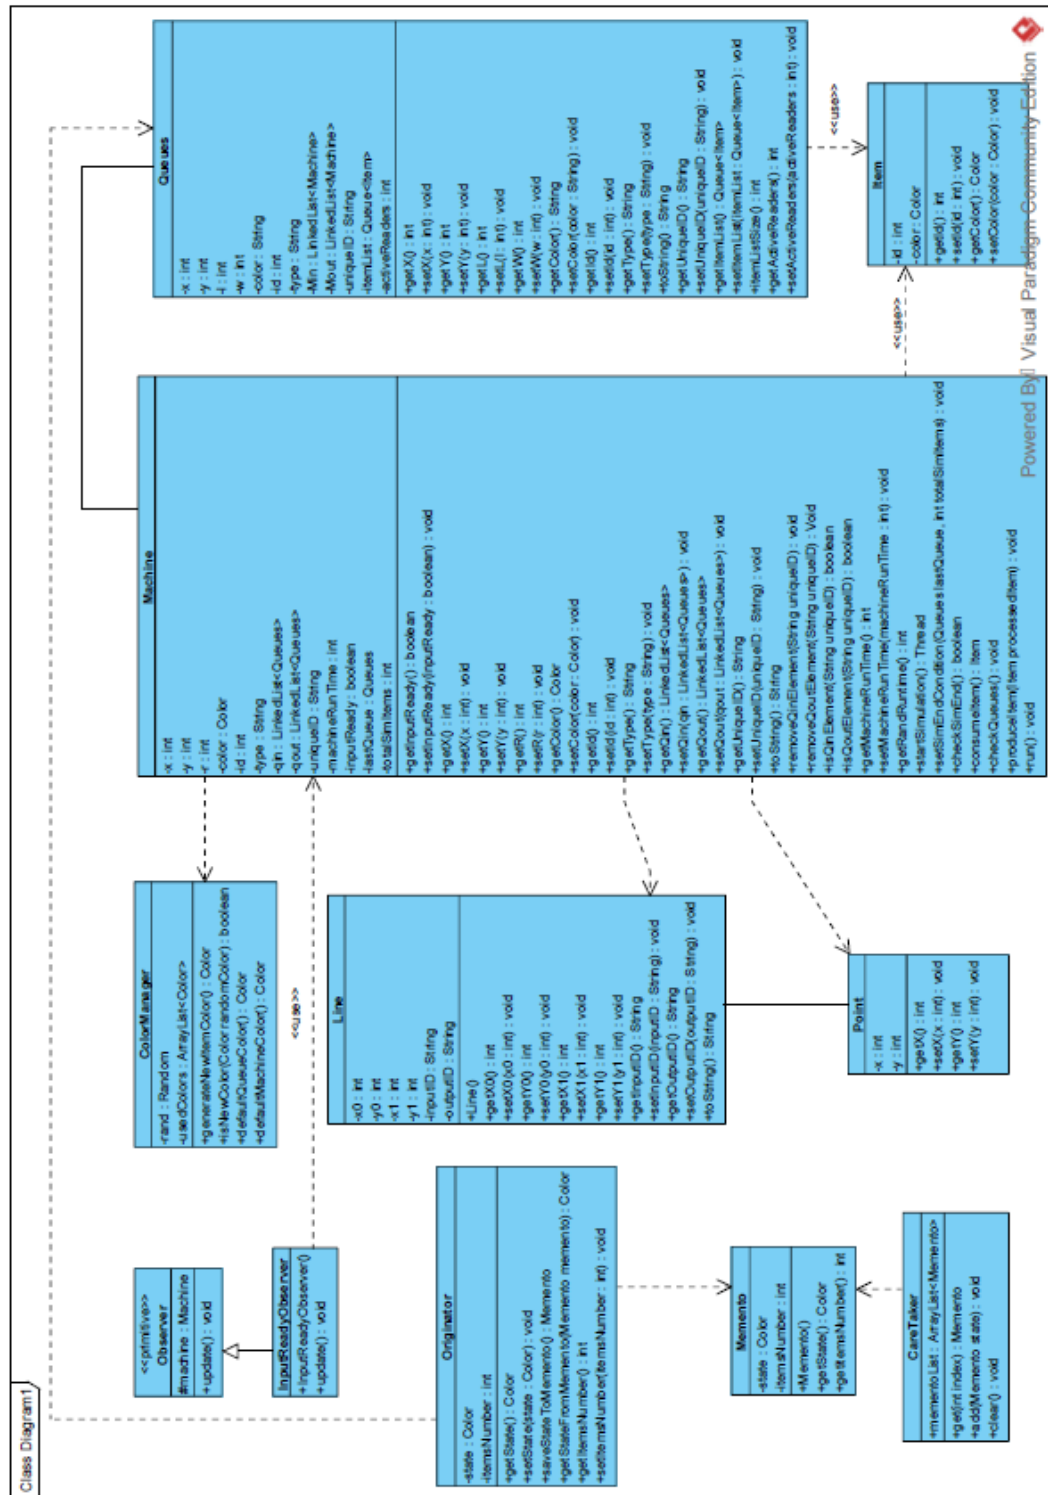 Class Diagram1
<<primitive>>
Observer
#machine : Machine
+update() : void
InputReadyObserver
+InputReadyObserver()
+update() : void
ColorManager
-rand : Random
-usedColors : ArrayList<Color>
+generateNewItemColor() : Color
+isNewColor(Color randomColor) : boolean
+defaultQueueColor() : Color
+defaultMachineColor() : Color
<<use>>
Machine
-x : int
-y : int
-r : int
-color : Color
-id : int
-type : String
-qin : LinkedList<Queues>
-qout : LinkedList<Queues>
-uniqueID : String
-machineRunTime : int
-inputReady : boolean
-lastQueue : Queues
-totalSimItems : int
+getInputReady() : boolean
+setInputReady(inputReady : boolean) : void
+getX() : int
+setX(x : int) : void
+getY() : int
+setY(y : int) : void
+getR() : int
+setR(r : int) : void
+getColor() : Color
+setColor(color : Color) : void
+getId() : int
+setId(id : int) : void
+getType() : String
+setType(type : String) : void
+getQin() : LinkedList<Queues>
+setQin(qin : LinkedList<Queues>) : void
+getQout() : LinkedList<Queues>
+setQout(qout : LinkedList<Queues>) : void
+getUniqueID() : String
+setUniqueID(uniqueID : String) : void
+toString() : String
+removeQinElement(String uniqueID) : void
+removeQoutElement(String uniqueID) : Void
+isQinElement(String uniqueID) : boolean
+isQoutElement(String uniqueID) : boolean
+getMachineRunTime() : int
+setMachineRunTime(machineRunTime : int) : void
+getRandRuntime() : int
+startSimulation() : Thread
+setSimEndCondition(Queues lastQueue, int totalSimItems) : void
+checkSimEnd() : boolean
+consumeItem() : Item
+checkQueues() : void
+produceItem(Item processedItem) : void
+run() : void
Queues
-x : int
-y : int
-l : int
-w : int
-color : String
-id : int
-type : String
-Min : LinkedList<Machine>
-Mout : LinkedList<Machine>
-uniqueID : String
-itemList : Queue<Item>
-activeReaders : int
+getX() : int
+setX(x : int) : void
+getY() : int
+setY(y : int) : void
+getL() : int
+setL(l : int) : void
+getW() : int
+setW(w : int) : void
+getColor() : String
+setColor(color : String) : void
+getId() : int
+setId(id : int) : void
+getType() : String
+setType(type : String) : void
+toString() : String
+getUniqueID() : String
+setUniqueID(uniqueID : String) : void
+getItemList() : Queue<Item>
+setItemList(itemList : Queue<Item>) : void
+itemListSize() : int
+getActiveReaders() : int
+setActiveReaders(activeReaders : int) : void
<<use>>
<<use>>
Item
-id : int
-color : Color
+getId() : int
+setId(id : int) : void
+getColor() : Color
+setColor(color : Color) : void
Line
-x0 : int
-y0 : int
-x1 : int
-y1 : int
-inputID : String
-outputID : String
+Line()
+getX0() : int
+setX0(x0 : int) : void
+getY0() : int
+setY0(y0 : int) : void
+getX1() : int
+setX1(x1 : int) : void
+getY1() : int
+setY1(y1 : int) : void
+getInputID() : String
+setInputID(inputID : String) : void
+getOutputID() : String
+setOutputID(outputID : String) : void
+toString() : String
Point
-x : int
-y : int
+getX() : int
+setX(x : int) : void
+getY() : int
+setY(y : int) : void
Originator
-state : Color
-itemsNumber : int
+getState() : Color
+setState(state : Color) : void
+saveStateToMemento() : Memento
+getStateFromMemento(Memento memento) : Color
+getItemsNumber() : int
+setItemsNumber(itemsNumber : int) : void
Memento
-state : Color
-itemsNumber : int
+Memento()
+getState() : Color
+getItemsNumber() : int
CareTaker
+mementoList : ArrayList<Memento>
+get(int index) : Memento
+add(Memento state) : void
+clear() : void
Powered By Visual Paradigm Community Edition